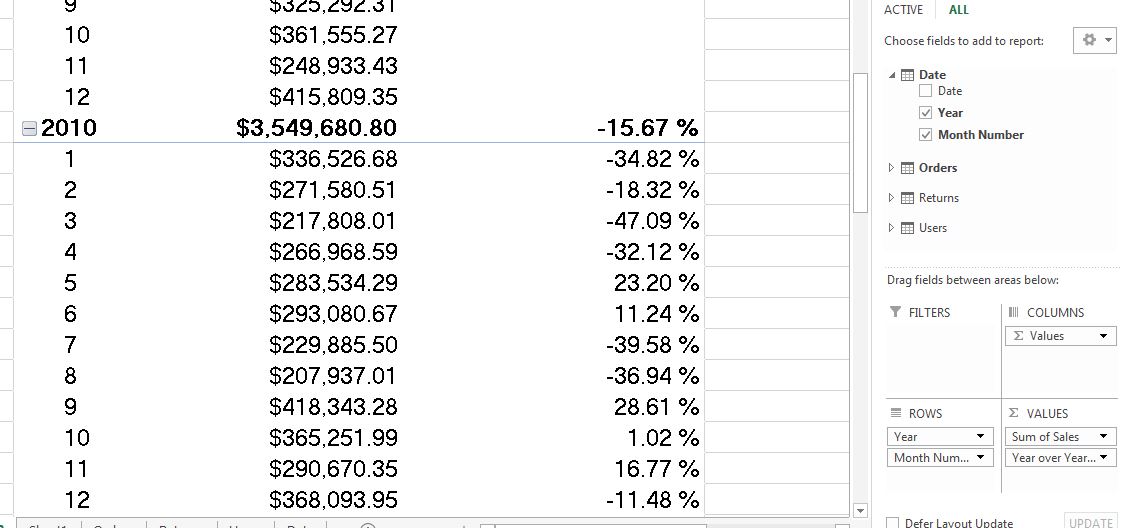 9 $325,292.31
10 $361,555.27
11 $248,933.43
12 $415,809.35
2010 $3,549,680.80 -15.67 %
1 $336,526.68 -34.82 %
2 $271,580.51 -18.32 %
3 $217,808.01 -47.09 %
4 $266,968.59 -32.12 %
5 $283,534.29 23.20 %
6 $293,080.67 11.24 %
7 $229,885.50 -39.58 %
8 $207,937.01 -36.94 %
9 $418,343.28 28.61 %
10 $365,251.99 1.02 %
11 $290,670.35 16.77 %
12 $368,093.95 -11.48 %
ACTIVE ALL
Choose fields to add to report:
Date
Date
Year
Month Number
Orders
Returns
Users
Drag fields between areas below:
FILTERS
COLUMNS
Σ Values
ROWS
Year
Month Num...
Σ VALUES
Sum of Sales
Year over Year...
Defer Layout Update UPDATE